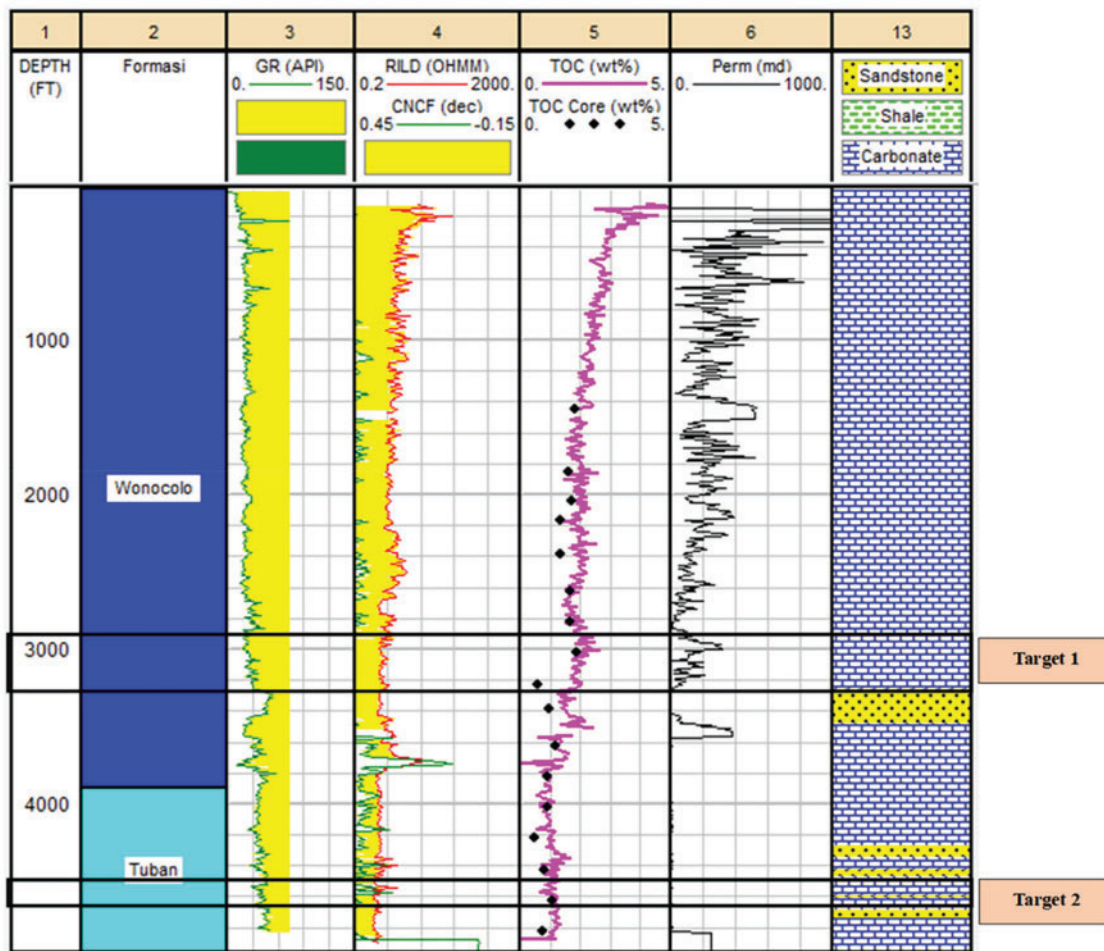 1 2 3 4 5 6 13
DEPTH (FT)
Formasi
GR (API)
0. 150.
RILD (OHMM)
0.2 2000.
CNCF (dec)
0.45 -0.15
TOC (wt%)
0. 5.
TOC Core (wt%)
0. 5.
Perm (md)
0. 1000.
Sandstone
Shale
Carbonate
1000
2000
Wonocolo
3000
Target 1
4000
Tuban
Target 2